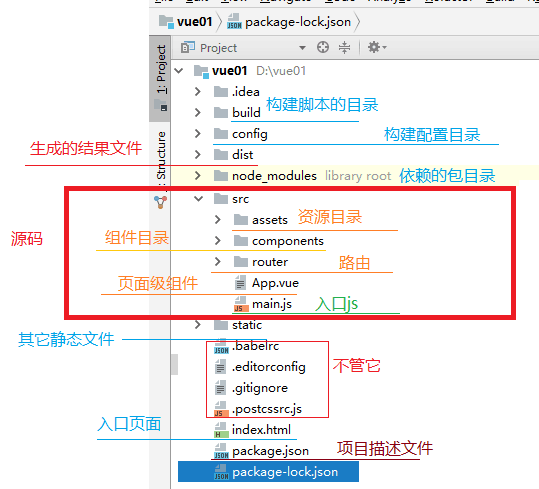 vue01 package-lock.json
Project
1: Project
Structure
vue01 D:\vue01
.idea
build 构建脚本的目录
config 构建配置目录
生成的结果文件 dist
node_modules library root 依赖的包目录
源码
src
assets 资源目录
组件目录 components
router 路由
页面级组件 App.vue
main.js 入口js
static
其它静态文件
.babelrc
.editorconfig 不管它
.gitignore
.postcssrc.js
入口页面 index.html
package.json 项目描述文件
package-lock.json